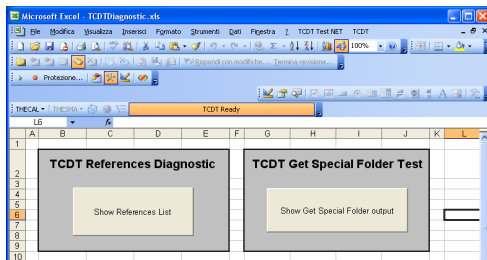 Microsoft Excel - TCDTDiagnostic.xls
File Modifica Visualizza Inserisci Formato Strumenti Dati Finestra ? TCDT Test NET TCDT
100%
Rispondi con modifiche... Termina revisione...
Protezione...
THECAL THESMA TCDT Ready
L6 fx
A B C D E F G H I J K L
1
2 TCDT References Diagnostic TCDT Get Special Folder Test
3
4
5
6 Show References List Show Get Special Folder output
7
8
9
10